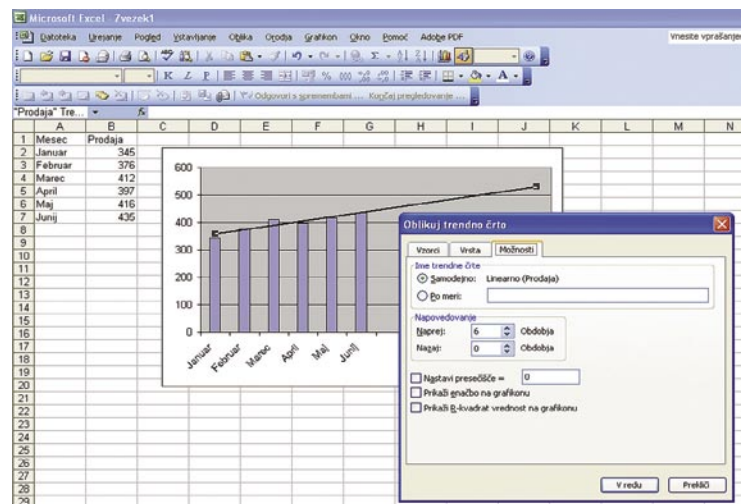 Microsoft Excel - Zvezek1
Datoteka Urejanje Pogled Vstavljanje Oblika Orodja Grafikon Okno Pomoč Adobe PDF
Vnesite vprašanje
K L P
Odgovori s spremembami ... Končaj pregledovanje ...
"Prodaja" Tre... fx
A B C D E F G H I J K L M N
1 Mesec Prodaja
2 Januar 345
3 Februar 376
4 Marec 412
5 April 397
6 Maj 416
7 Junij 435
8
9
10
11
12
13
14
15
16
17
18
19
20
21
22
23
24
25
26
27
28
29
600
500
400
300
200
100
0
Januar Februar Marec April Maj Junij
Oblikuj trendno črto
Vzorci Vrsta Možnosti
Ime trendne črte
Samodejno: Linearno (Prodaja)
Po meri:
Napovedovanje
Naprej: 6 Obdobja
Nazaj: 0 Obdobja
Nastavi presečišče = 0
Prikaži enačbo na grafikonu
Prikaži R-kvadrat vrednost na grafikonu
V redu Prekliči